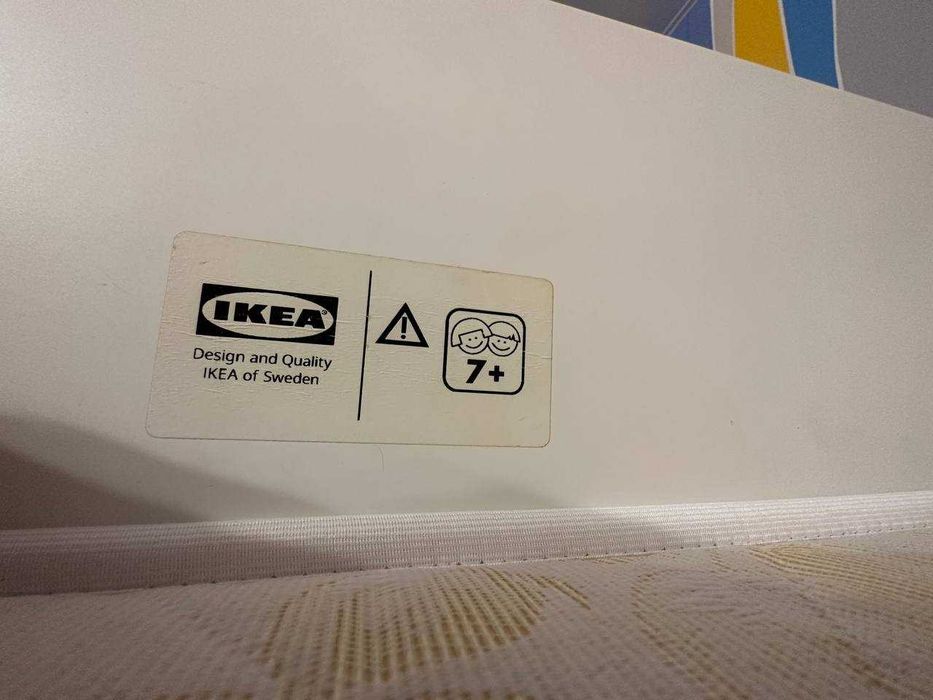 IKEA®
Design and Quality
IKEA of Sweden
7+